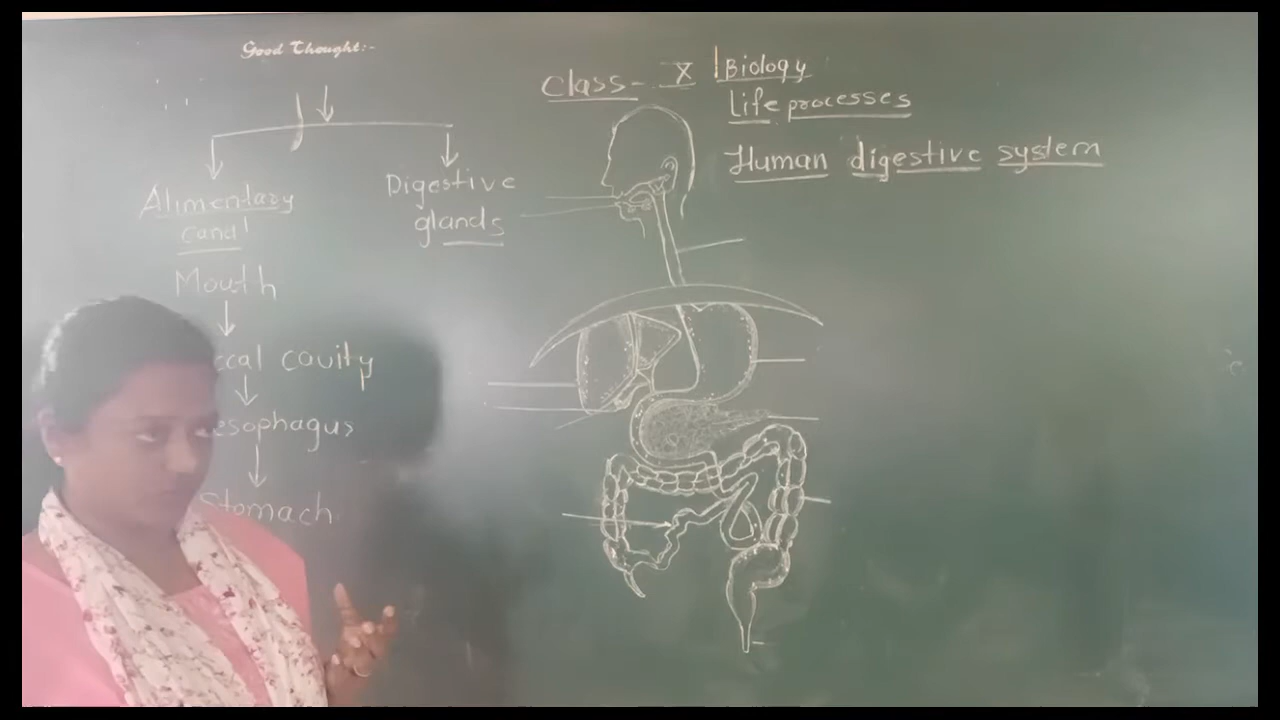 Good Thought:-
Class- X Biology
Life processes
Human digestive system
Alimentary
canal
Digestive
glands
Mouth
cavity
Stomach